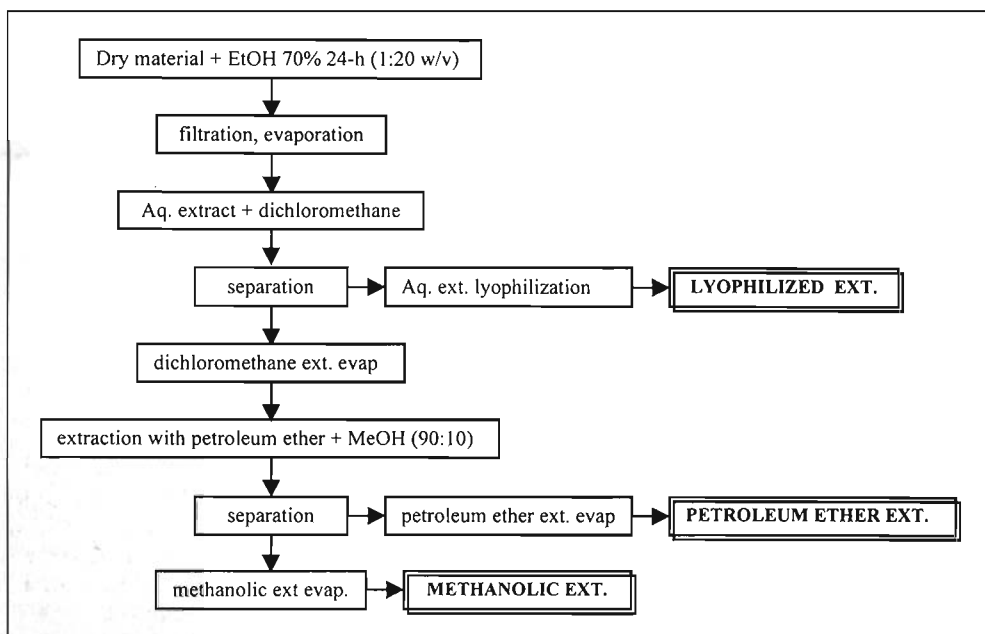 Dry material + EtOH 70% 24-h (1:20 w/v)
filtration, evaporation
Aq. extract + dichloromethane
separation
Aq. ext. lyophilization
LYOPHILIZED EXT.
dichloromethane ext. evap
extraction with petroleum ether + MeOH (90:10)
separation
petroleum ether ext. evap
PETROLEUM ETHER EXT.
methanolic ext evap.
METHANOLIC EXT.